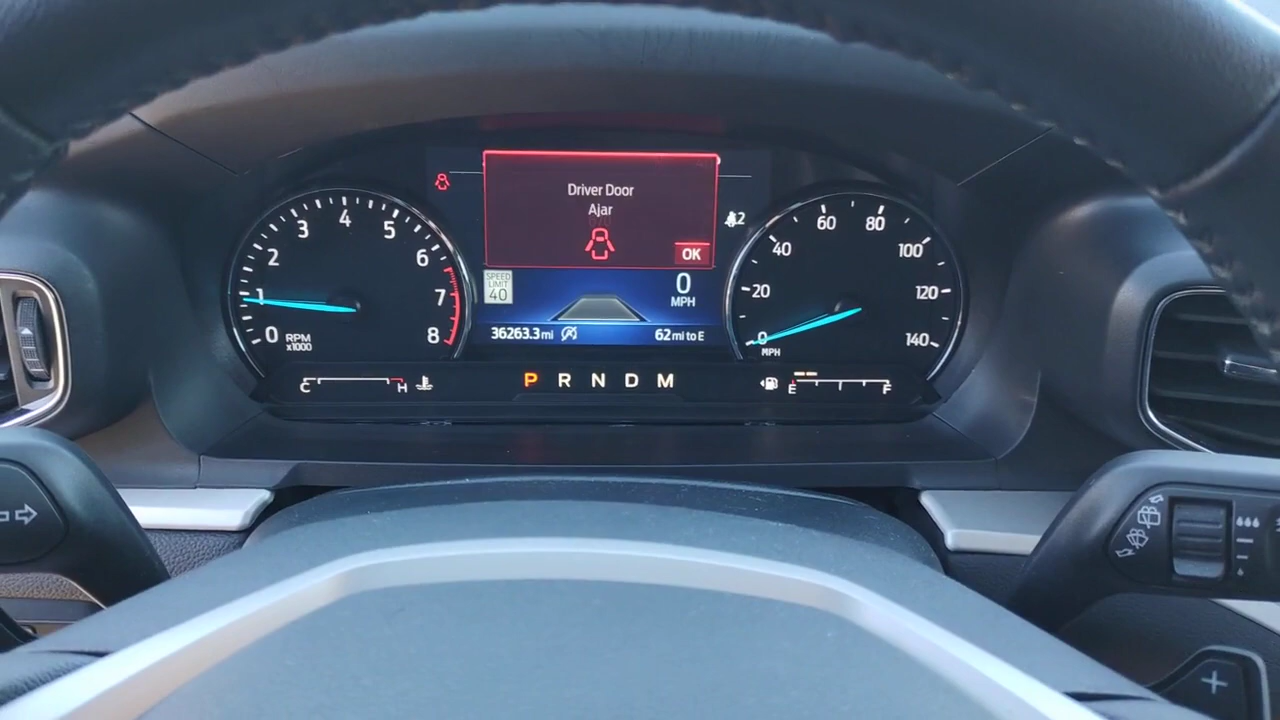 Driver Door
Ajar
OK
2
SPEED
LIMIT
40
0
MPH
36263.3 mi
62 mi to E
0
1
2
3
4
5
6
7
8
RPM
x1000
0
20
40
60
80
100
120
140
MPH
C
H
P R N D M
E
F
+